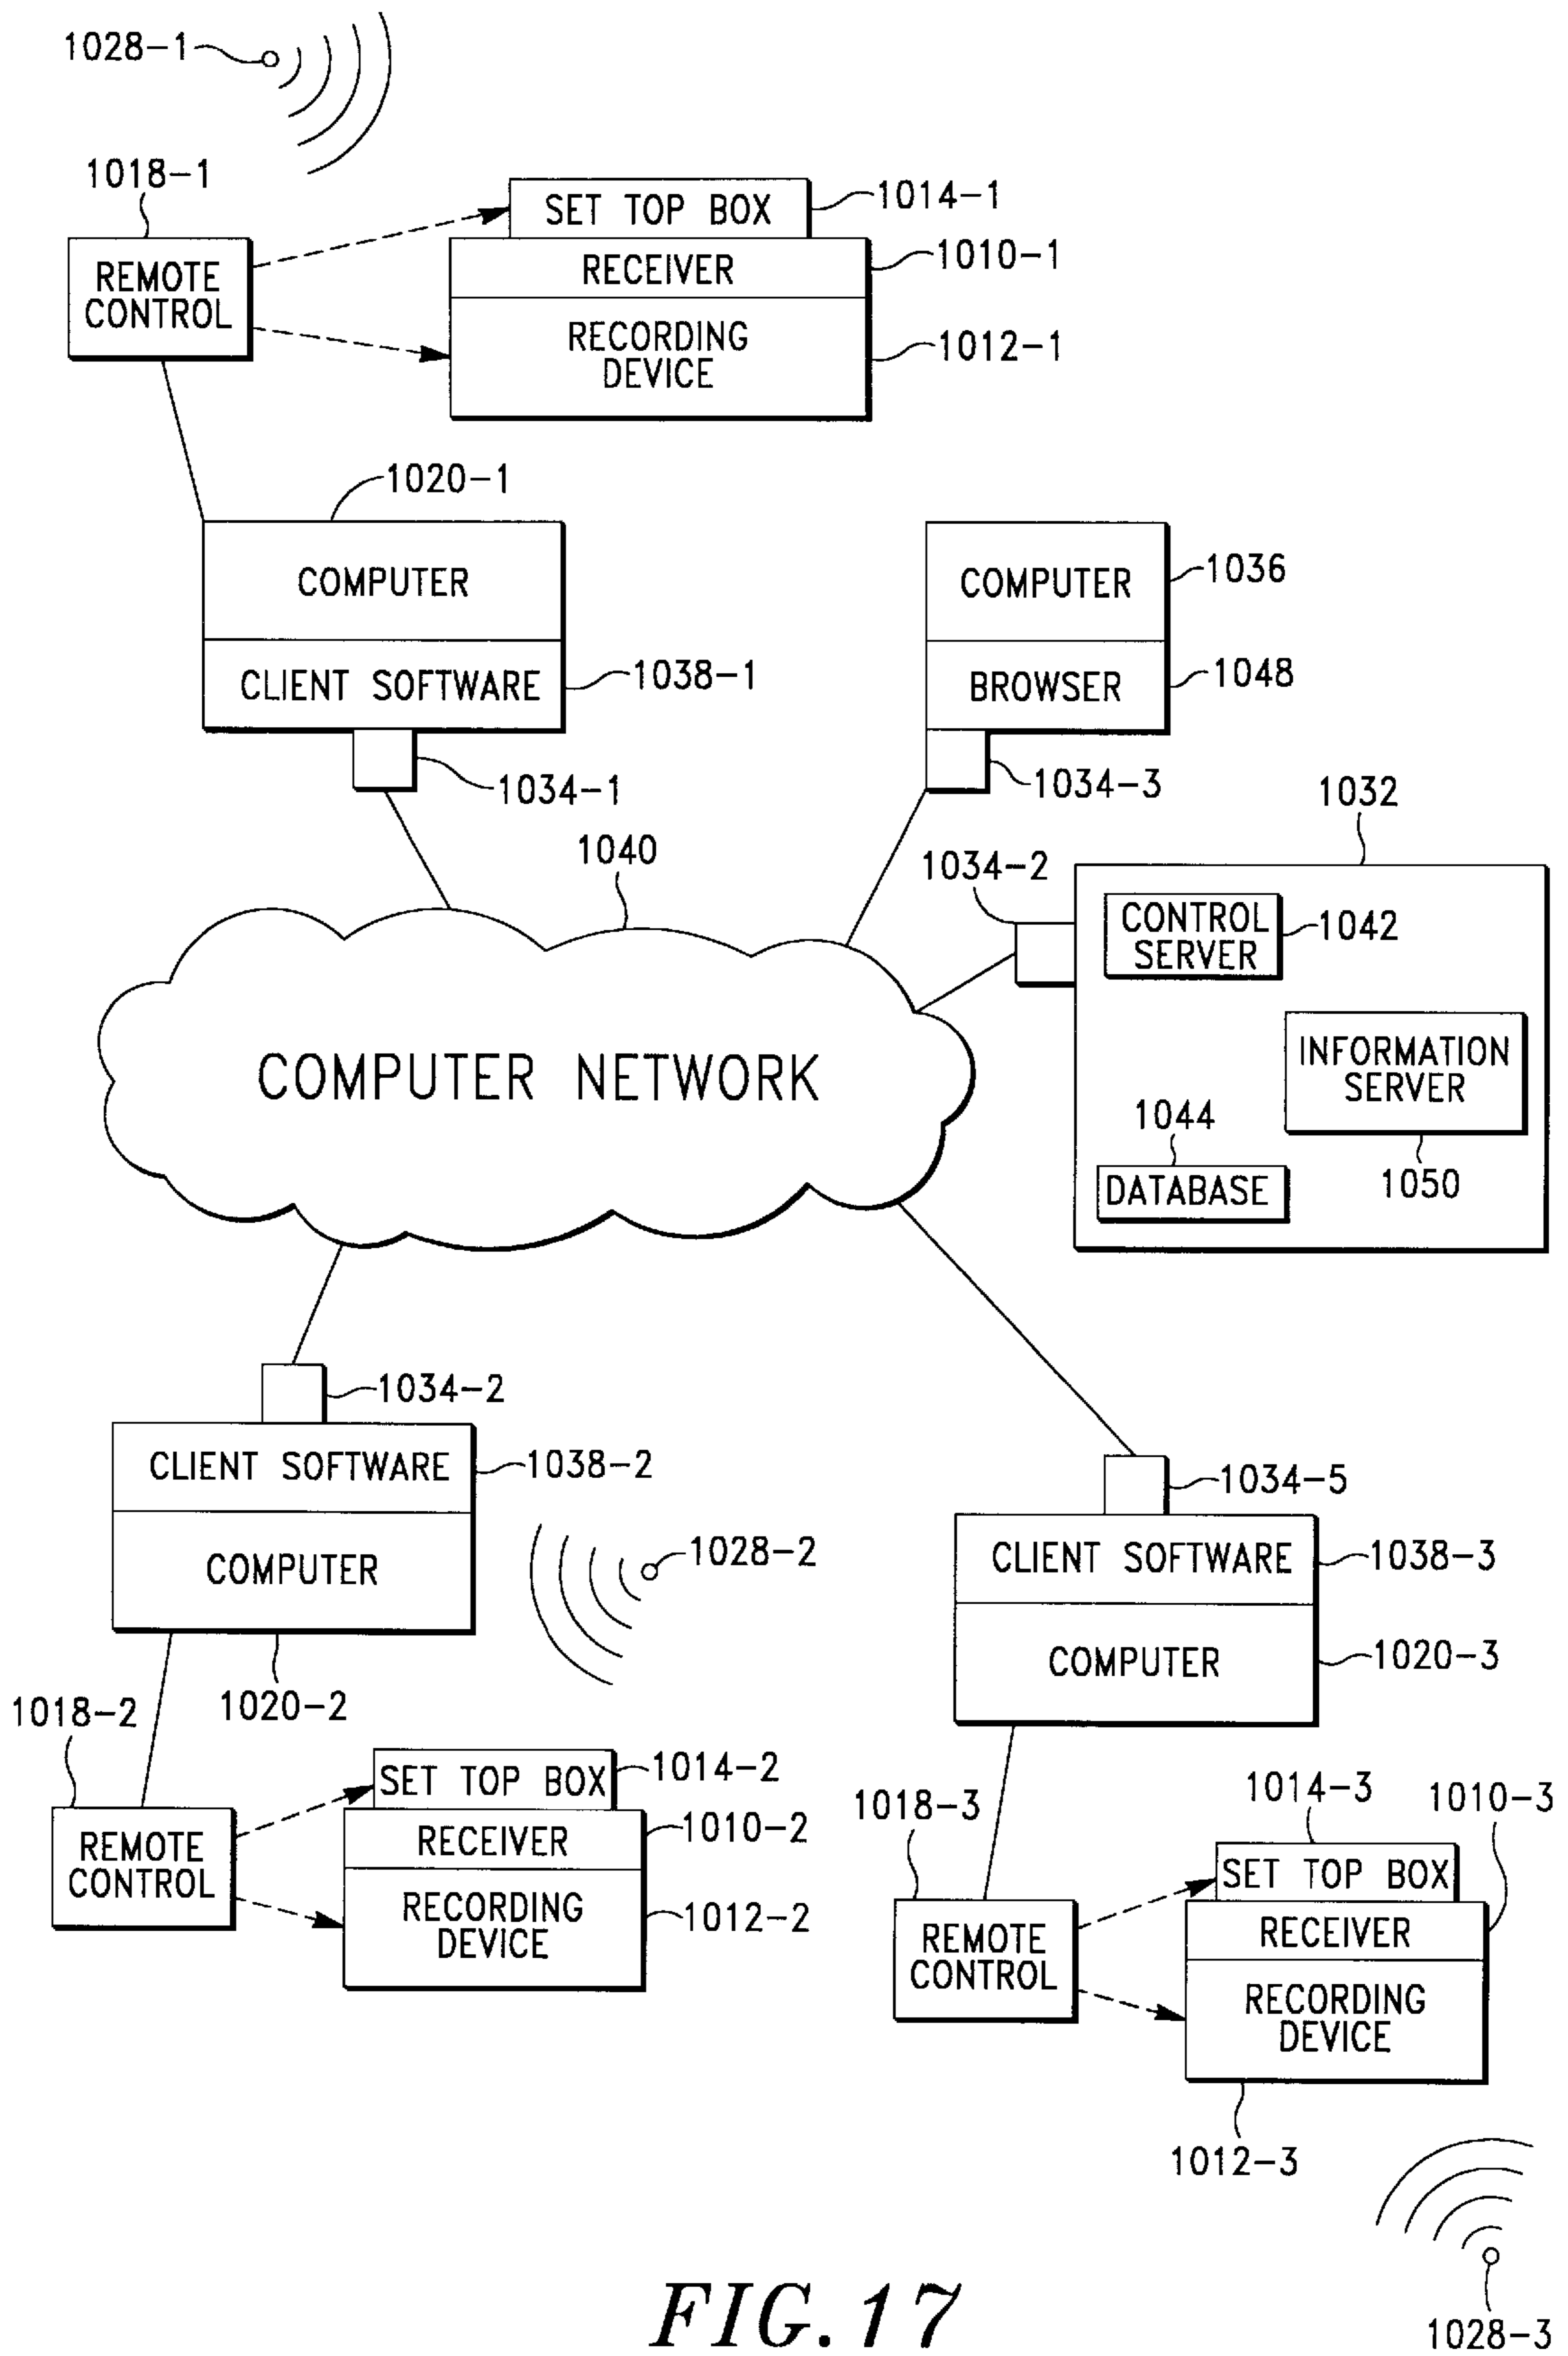 1028-1
1018-1
REMOTE
CONTROL
SET TOP BOX
1014-1
RECEIVER
1010-1
RECORDING
DEVICE
1012-1
1020-1
COMPUTER
CLIENT SOFTWARE
1038-1
1034-1
COMPUTER
1036
BROWSER
1048
1034-3
1032
1040
1034-2
CONTROL
SERVER
1042
INFORMATION
SERVER
1050
1044
DATABASE
COMPUTER NETWORK
1034-2
CLIENT SOFTWARE
1038-2
COMPUTER
1020-2
1028-2
1018-2
REMOTE
CONTROL
SET TOP BOX
1014-2
RECEIVER
1010-2
RECORDING
DEVICE
1012-2
1034-5
CLIENT SOFTWARE
1038-3
COMPUTER
1020-3
1018-3
REMOTE
CONTROL
1014-3
SET TOP BOX
1010-3
RECEIVER
RECORDING
DEVICE
1012-3
1028-3
FIG. 17